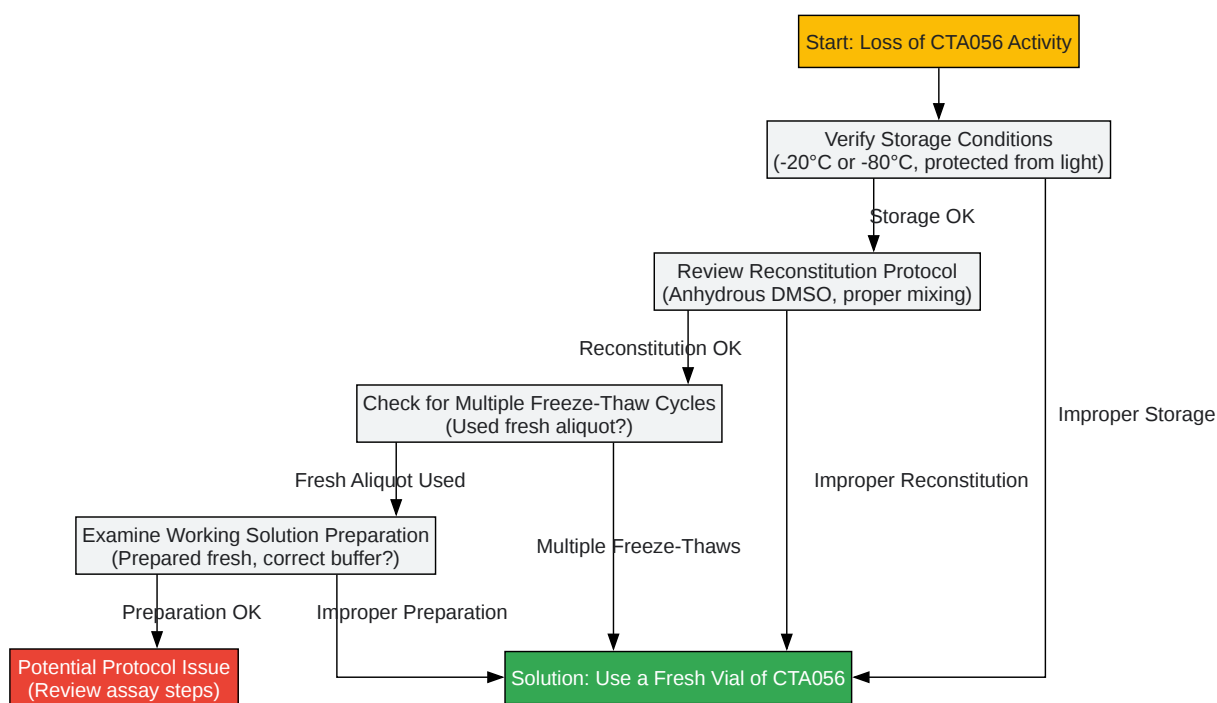 Start: Loss of CTA056 Activity
Verify Storage Conditions
(-20°C or -80°C, protected from light)
Storage OK
Review Reconstitution Protocol
(Anhydrous DMSO, proper mixing)
Reconstitution OK
Check for Multiple Freeze-Thaw Cycles
(Used fresh aliquot?)
Improper Storage
Fresh Aliquot Used
Improper Reconstitution
Examine Working Solution Preparation
(Prepared fresh, correct buffer?)
Multiple Freeze-Thaws
Preparation OK
Improper Preparation
Potential Protocol Issue
(Review assay steps)
Solution: Use a Fresh Vial of CTA056